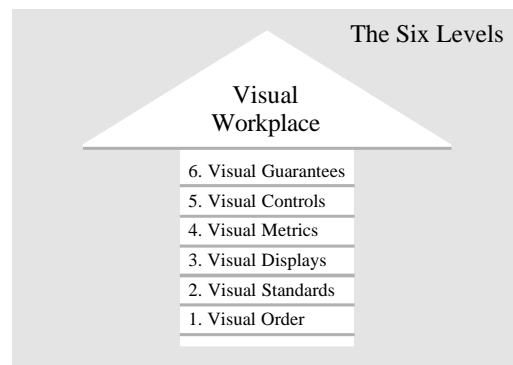 The Six Levels
Visual
Workplace
6. Visual Guarantees
5. Visual Controls
4. Visual Metrics
3. Visual Displays
2. Visual Standards
1. Visual Order